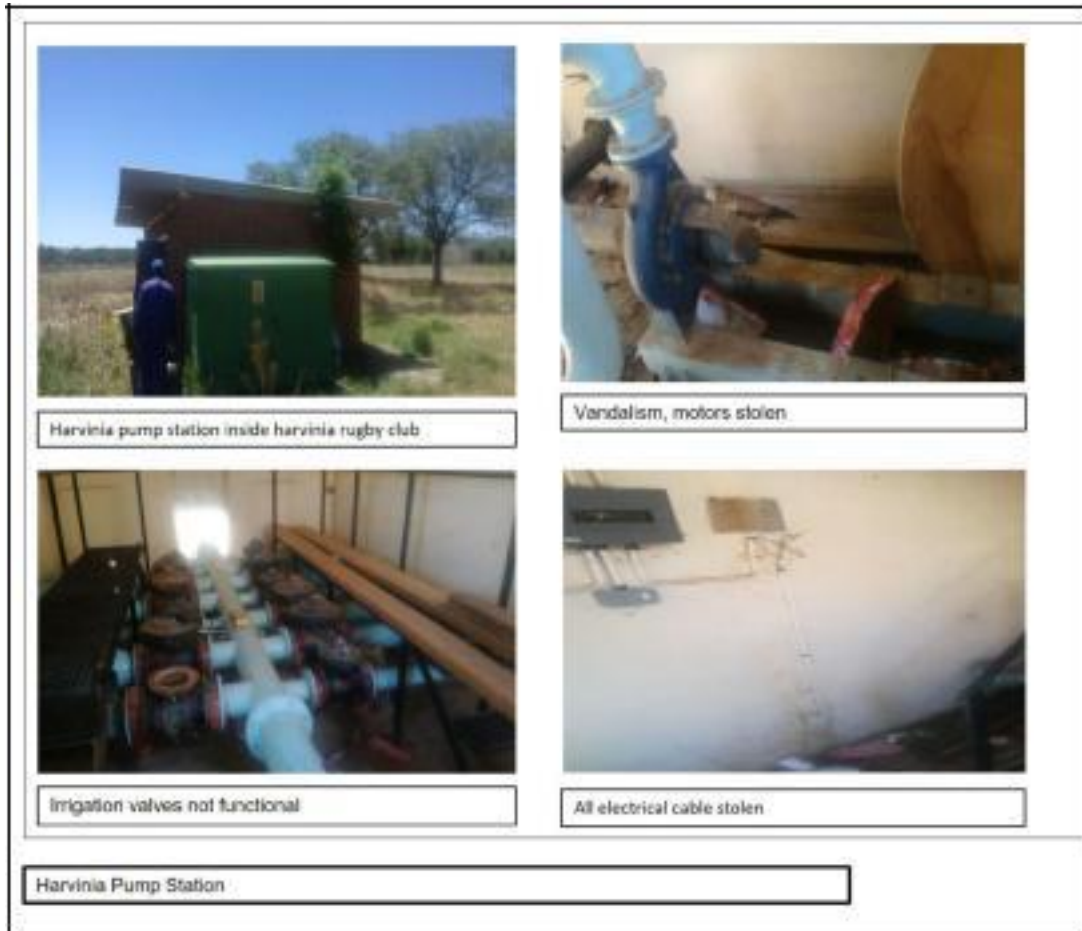 Harvinia pump station inside harvinia rugby club
Vandalism, motors stolen
Irrigation valves not functional
All electrical cable stolen
Harvinia Pump Station